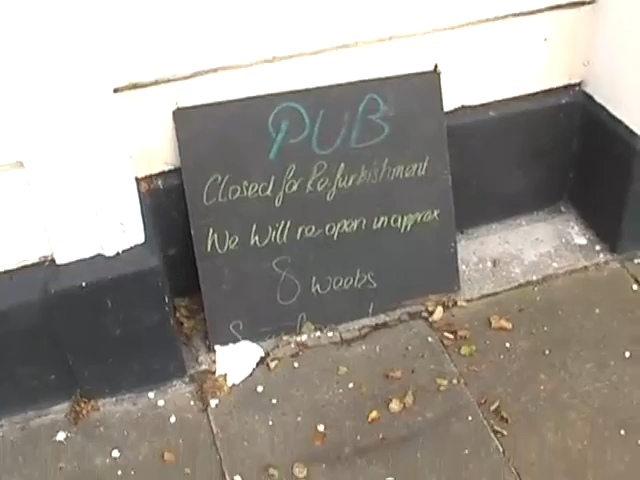 PUB
Closed for Refurbishment
We Will re-open in approx
8 weeks